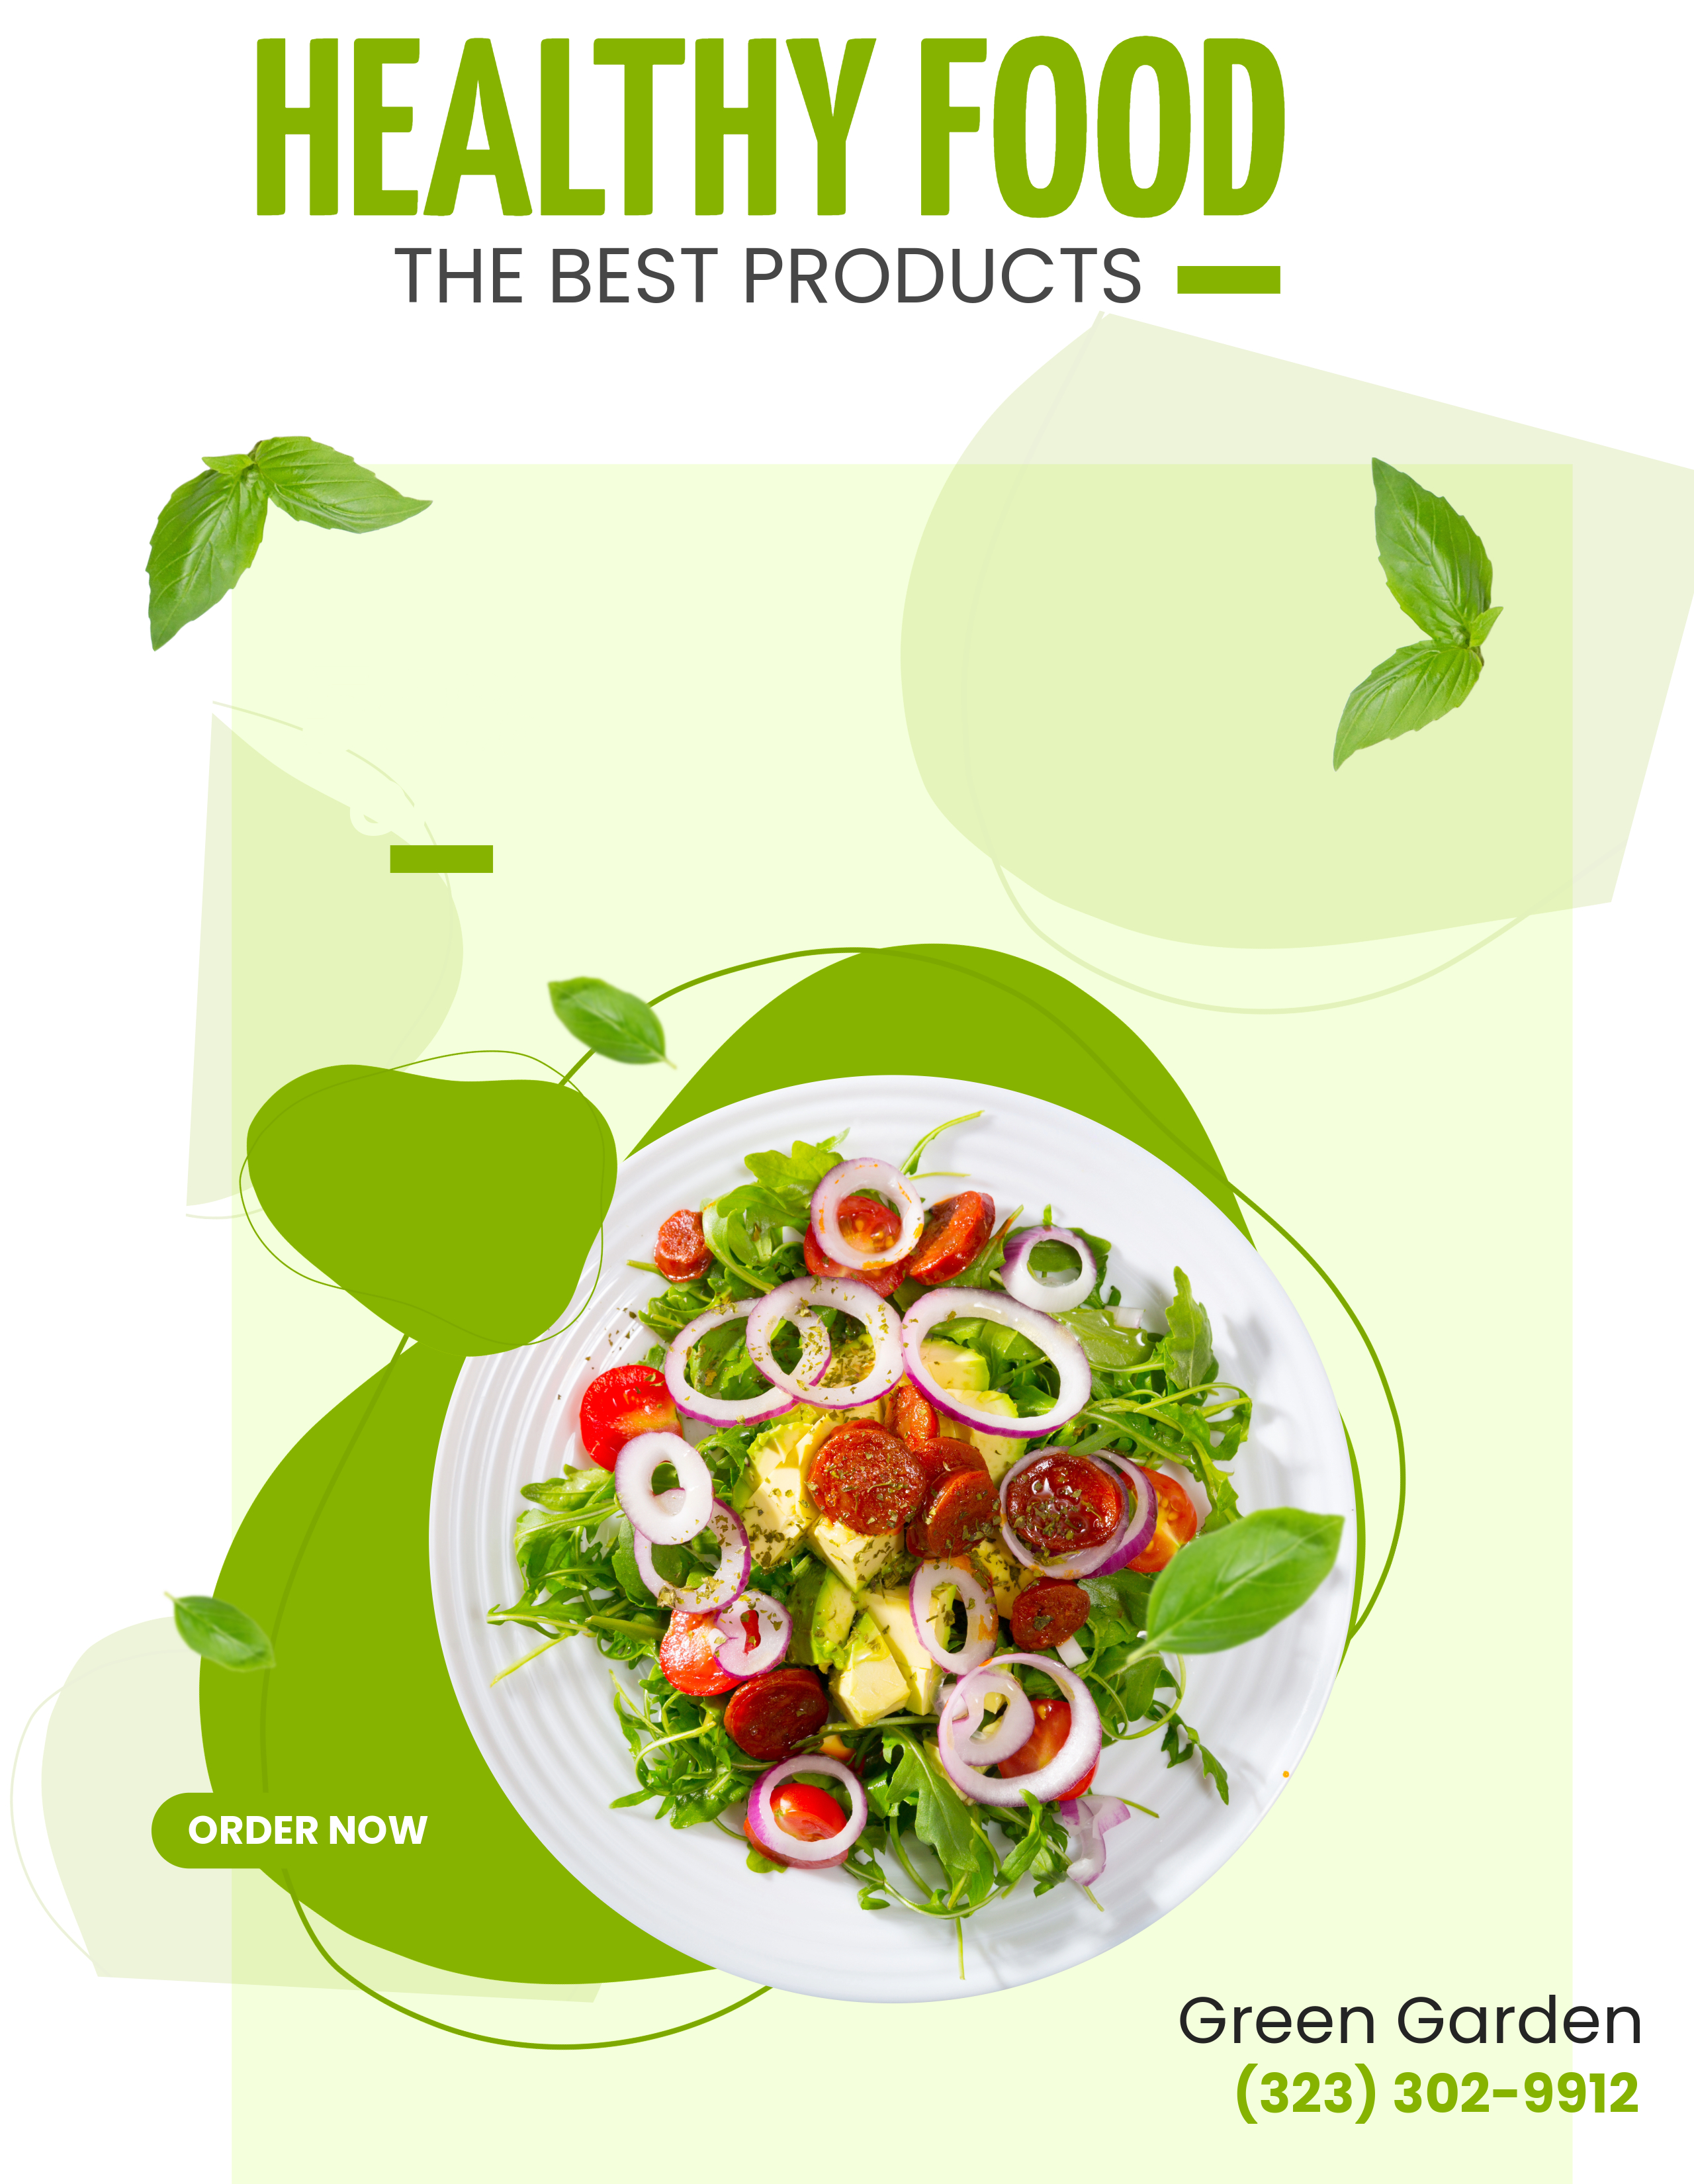 HEALTHY FOOD
THE BEST PRODUCTS
ORDER NOW
Green Garden
(323) 302-9912